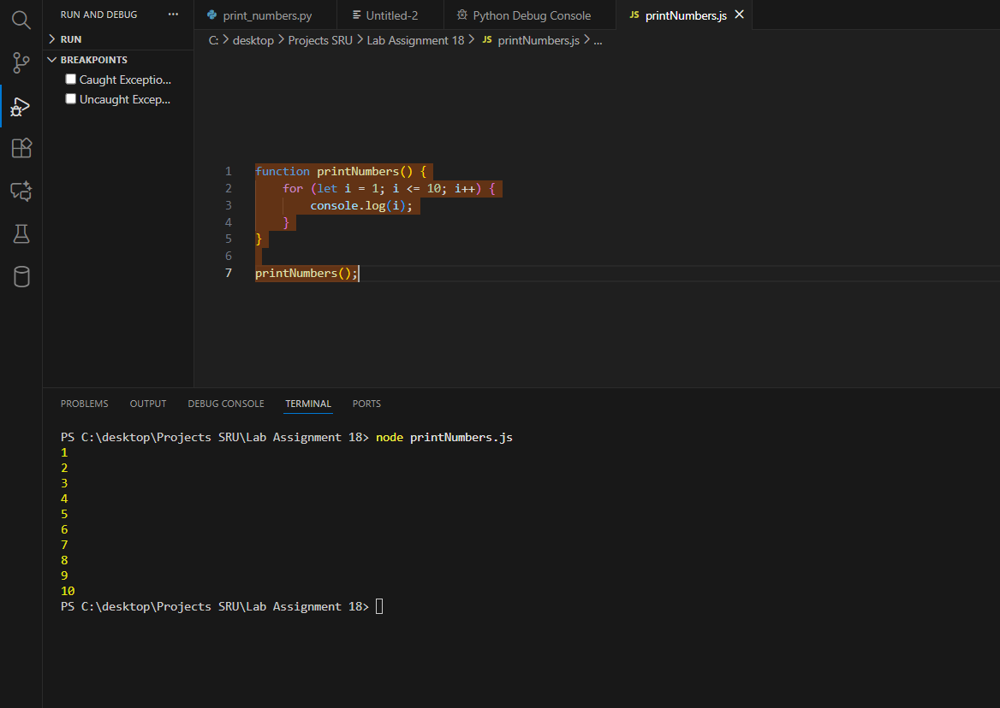 RUN AND DEBUG ···
RUN
BREAKPOINTS
Caught Exceptio...
Uncaught Excep...
print_numbers.py
Untitled-2
Python Debug Console
JS printNumbers.js
C: > desktop > Projects SRU > Lab Assignment 18 > JS printNumbers.js > ...
1 function printNumbers() {
2 for (let i = 1; i <= 10; i++) {
3 console.log(i);
4 }
5 }
6
7 printNumbers();
PROBLEMS OUTPUT DEBUG CONSOLE TERMINAL PORTS
PS C:\desktop\Projects SRU\Lab Assignment 18> node printNumbers.js
1
2
3
4
5
6
7
8
9
10
PS C:\desktop\Projects SRU\Lab Assignment 18>